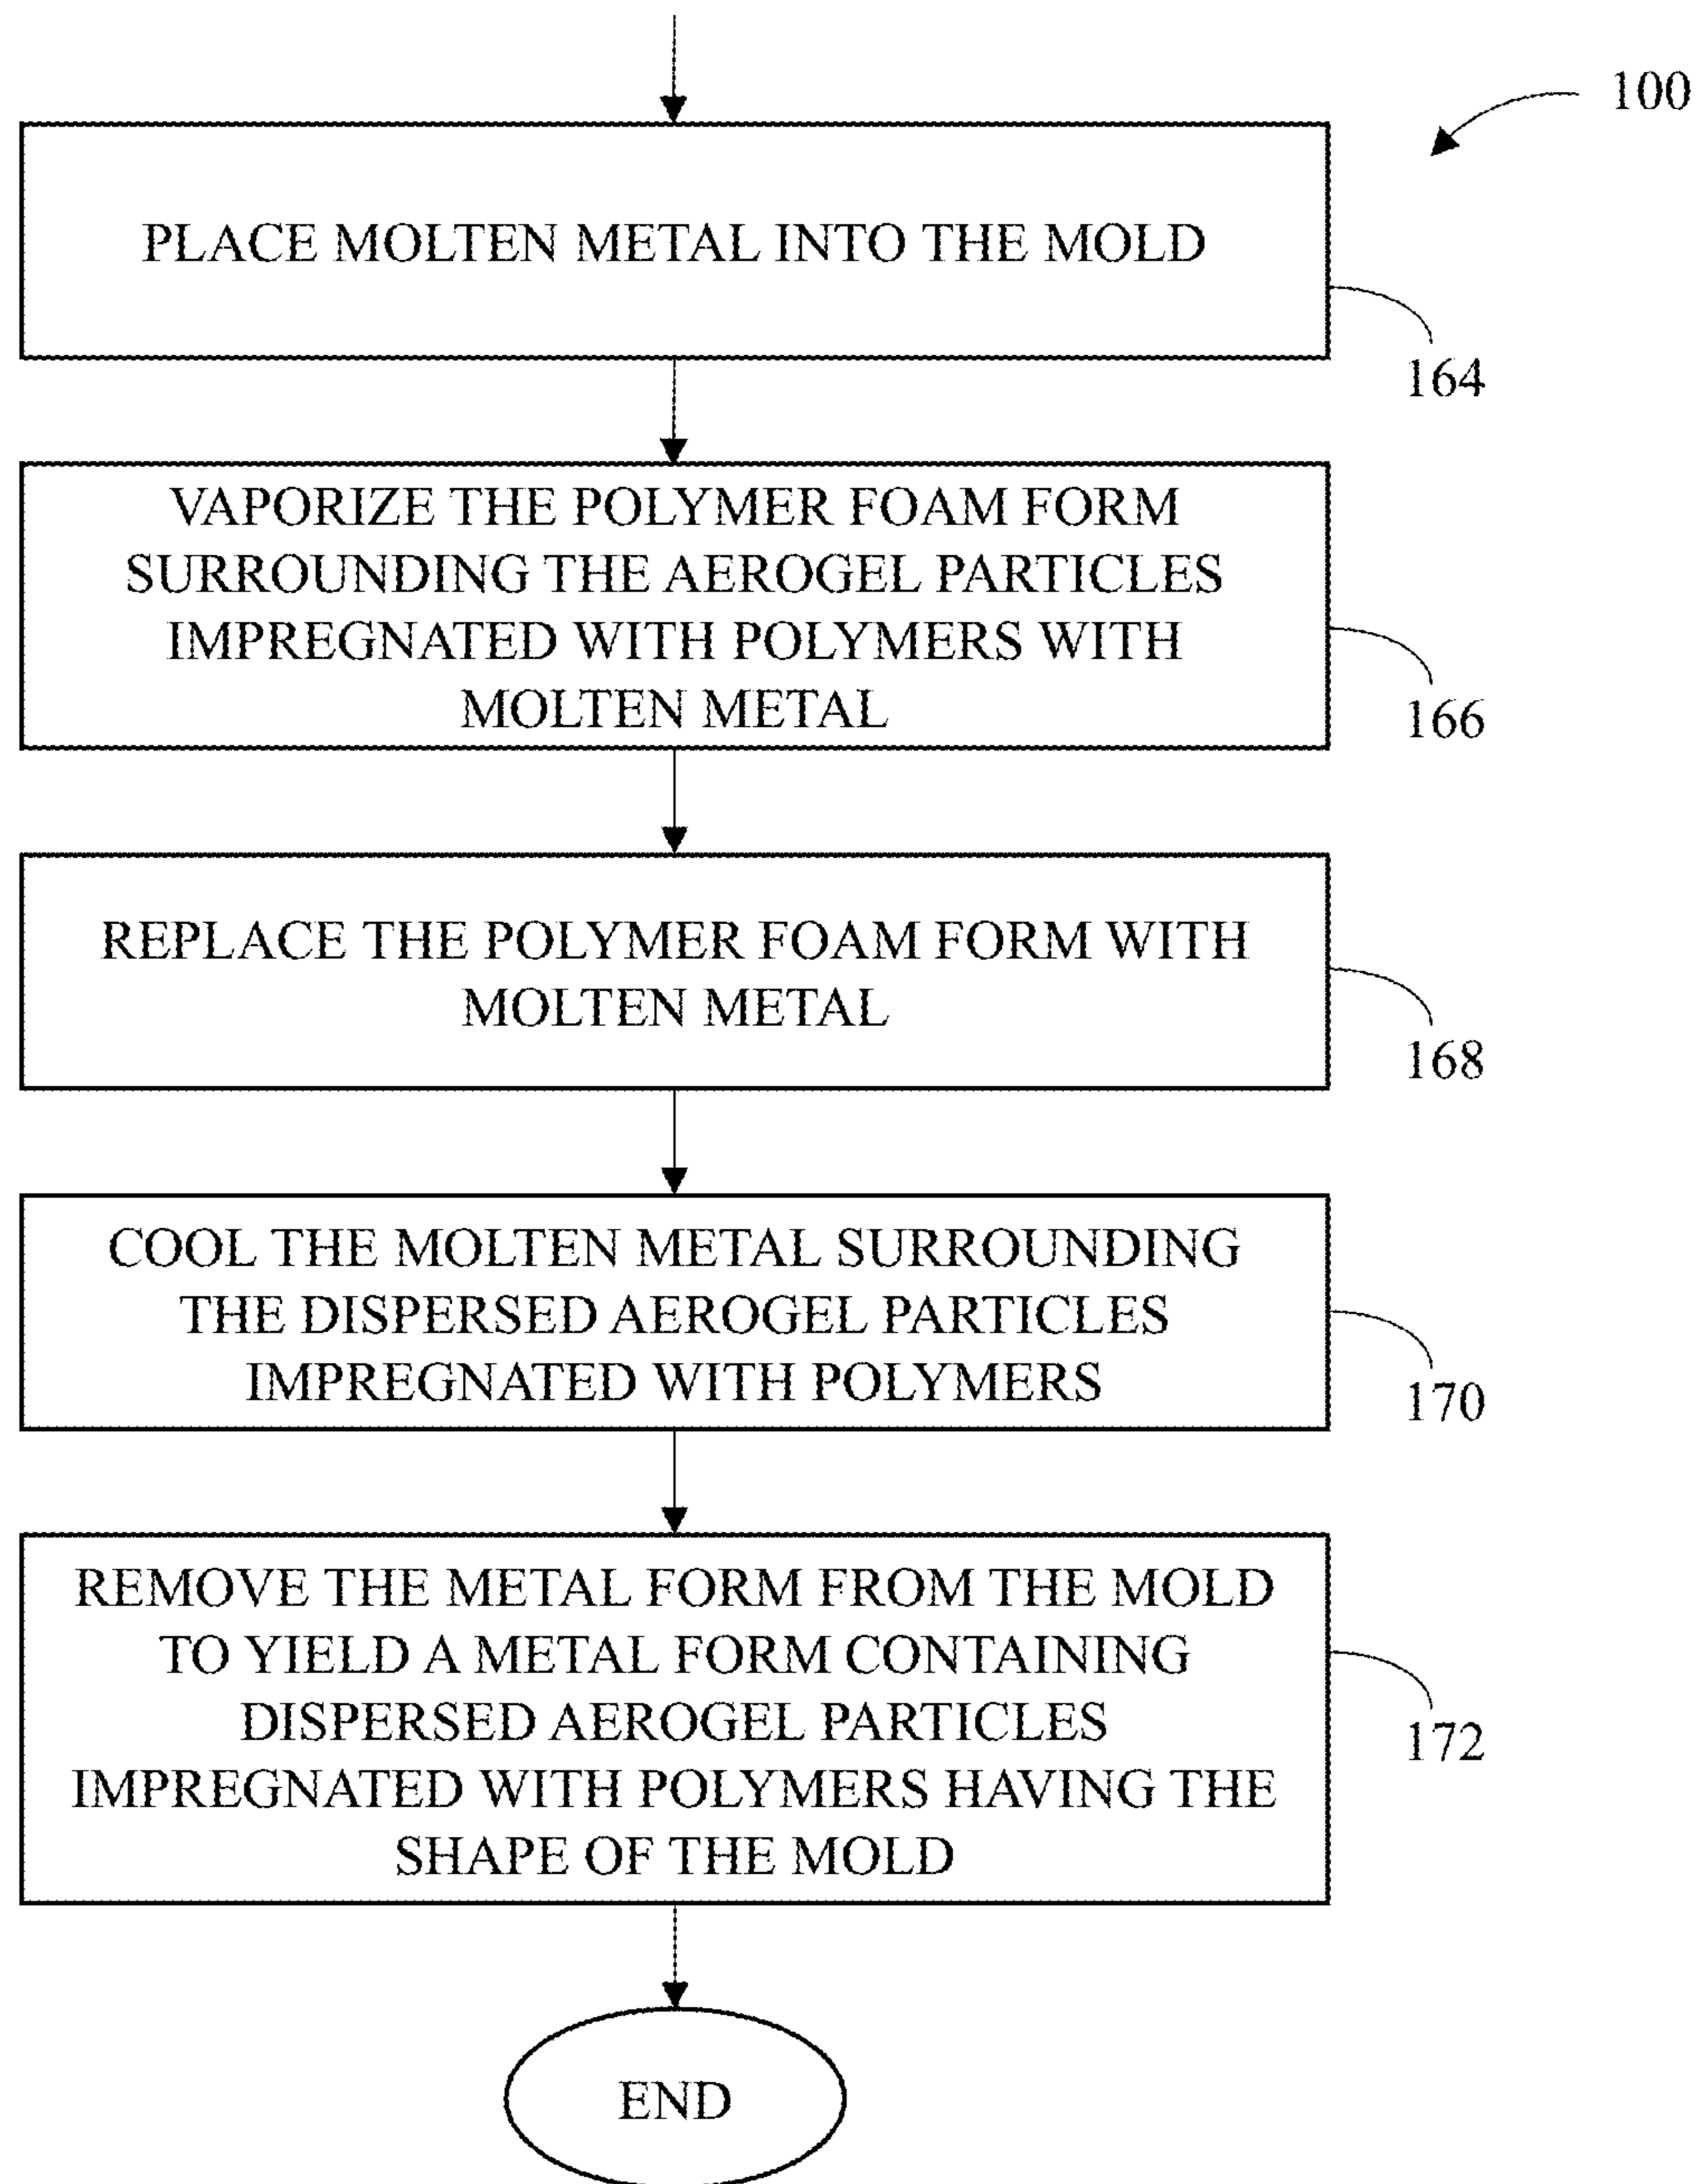 100
PLACE MOLTEN METAL INTO THE MOLD
164
VAPORIZE THE POLYMER FOAM FORM
SURROUNDING THE AEROGEL PARTICLES
IMPREGNATED WITH POLYMERS WITH
MOLTEN METAL
166
REPLACE THE POLYMER FOAM FORM WITH
MOLTEN METAL
168
COOL THE MOLTEN METAL SURROUNDING
THE DISPERSED AEROGEL PARTICLES
IMPREGNATED WITH POLYMERS
170
REMOVE THE METAL FORM FROM THE MOLD
TO YIELD A METAL FORM CONTAINING
DISPERSED AEROGEL PARTICLES
IMPREGNATED WITH POLYMERS HAVING THE
SHAPE OF THE MOLD
172
END